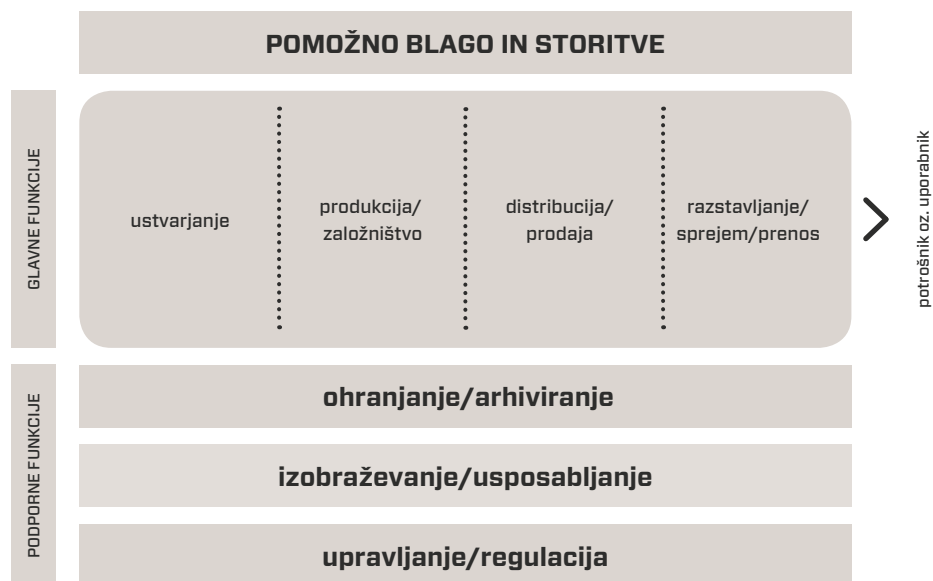 POMOŽNO BLAGO IN STORITVE
GLAVNE FUNKCIJE
ustvarjanje
produkcija/
založništvo
distribucija/
prodaja
razstavljanje/
sprejem/prenos
potrošnik oz. uporabnik
PODPORNE FUNKCIJE
ohranjanje/arhiviranje
izobraževanje/usposabljanje
upravljanje/regulacija